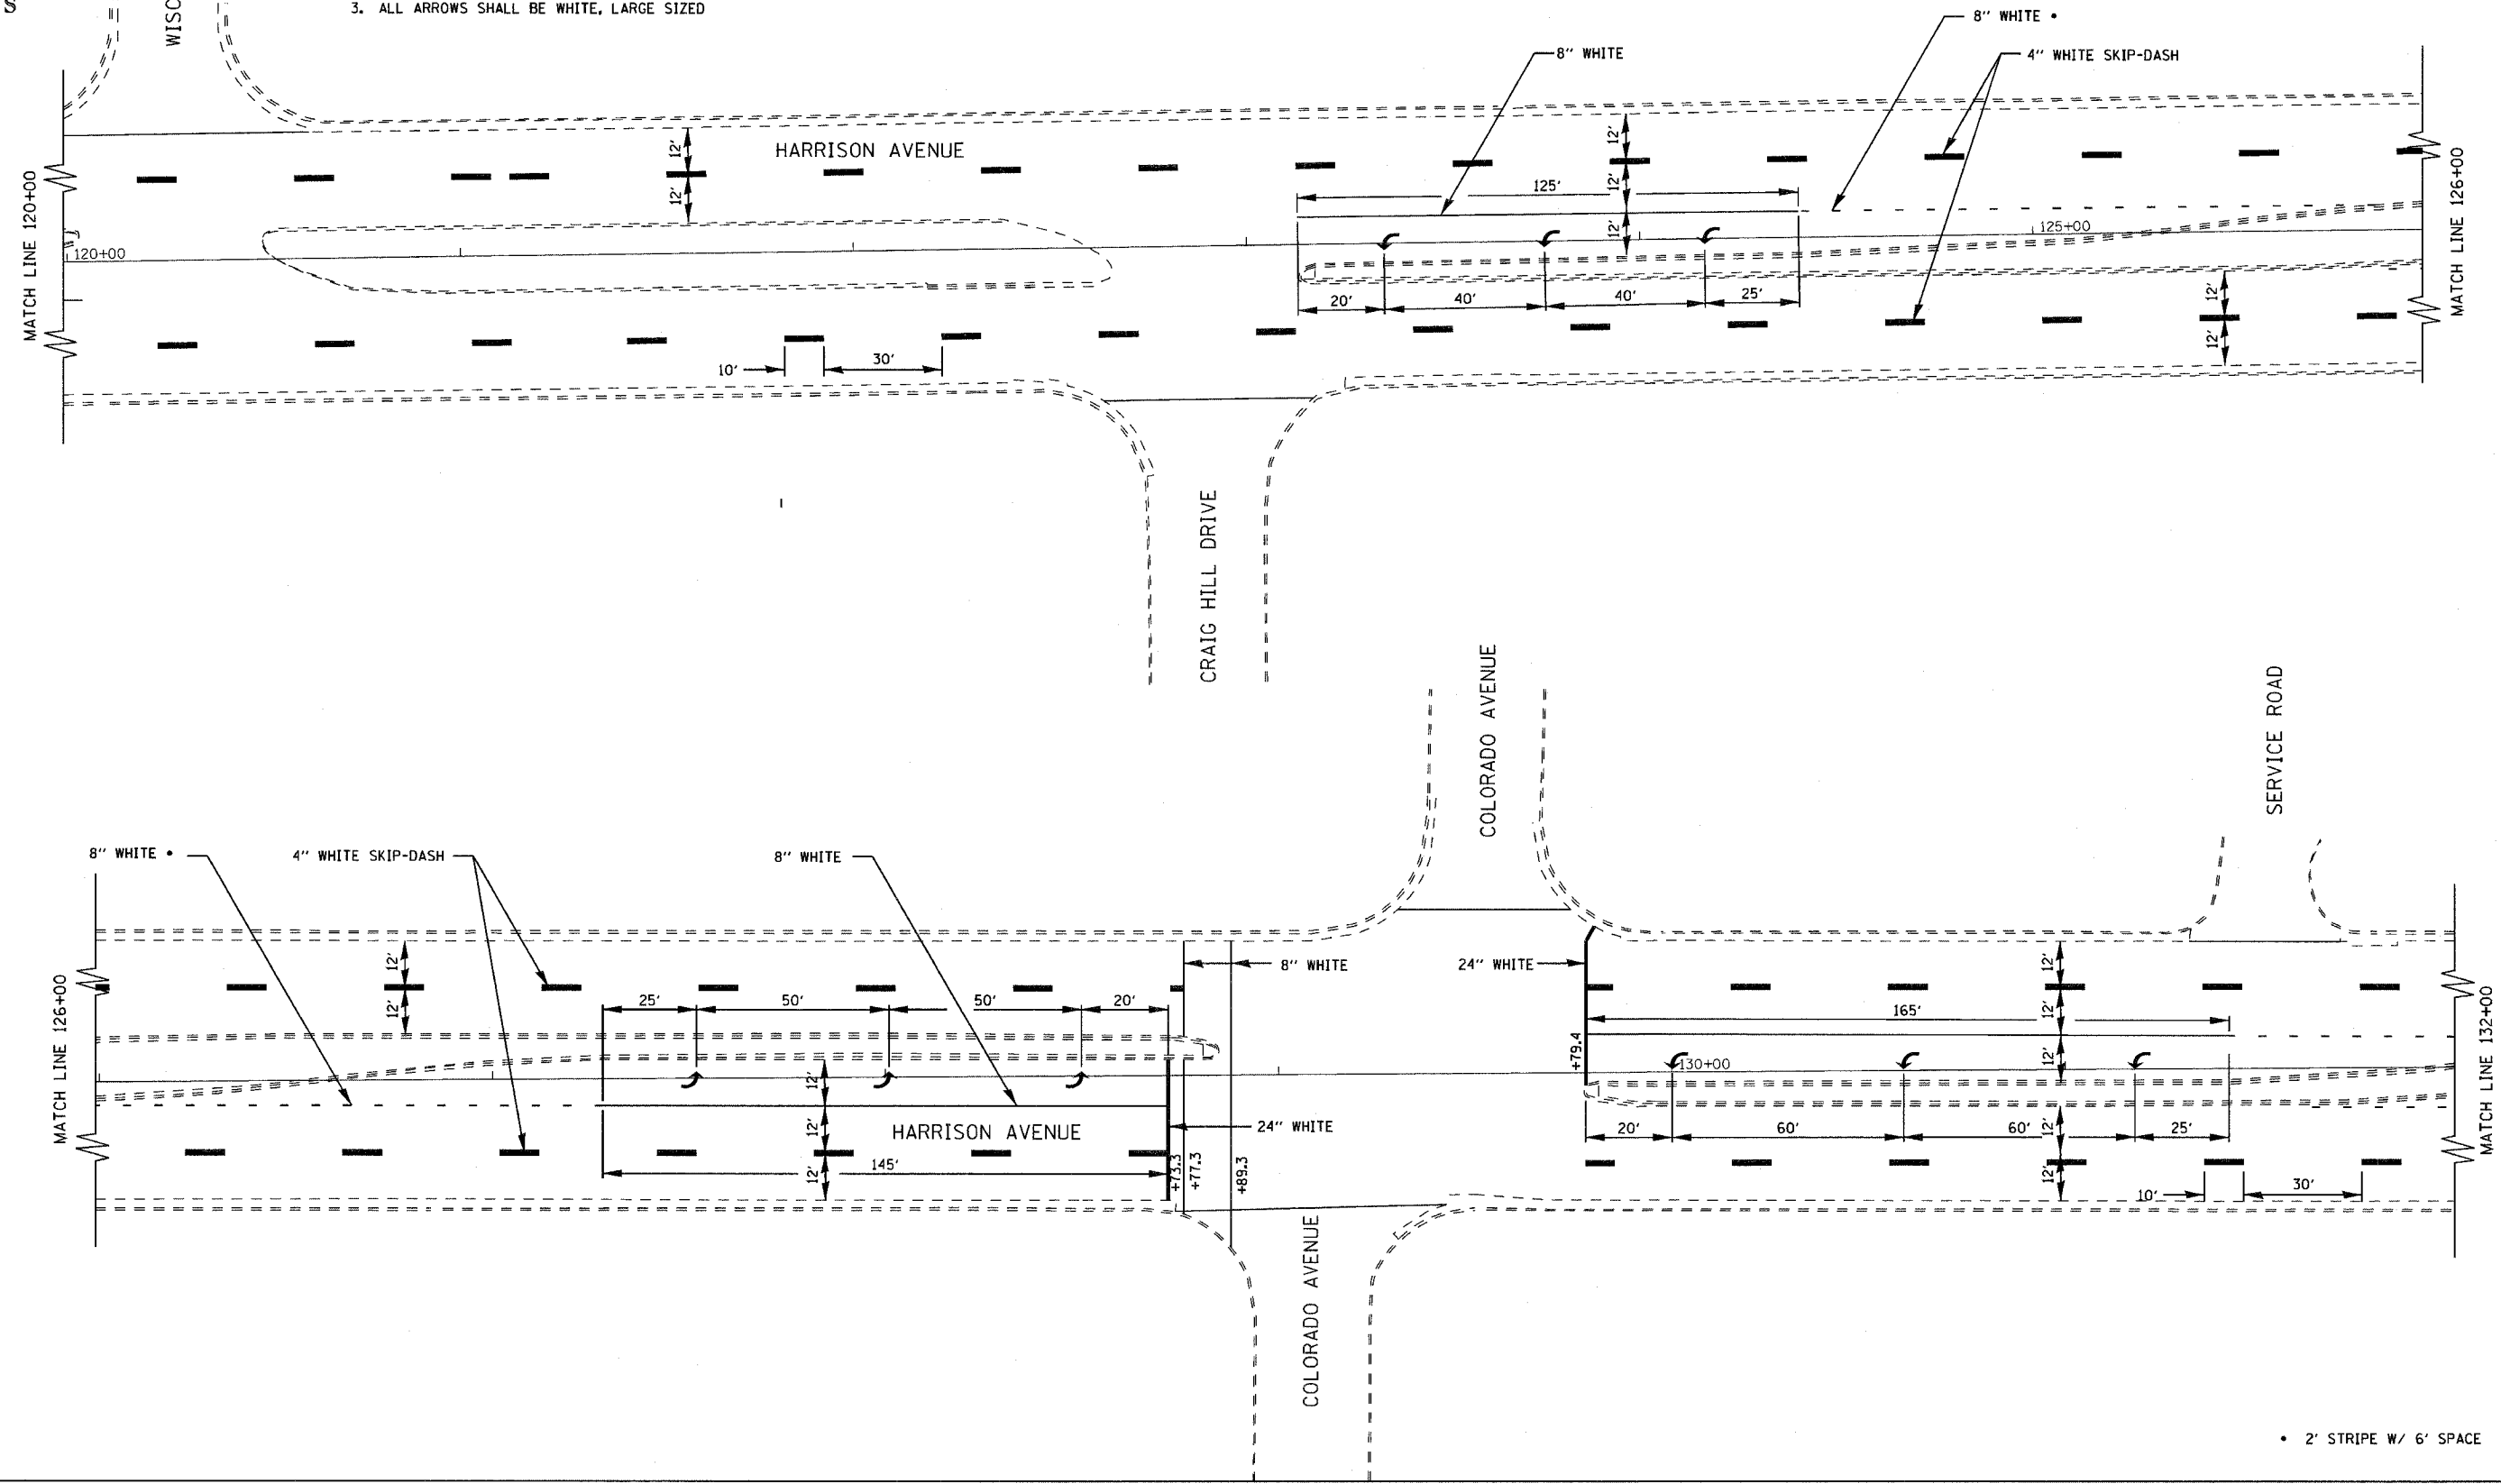 S
WISC
3. ALL ARROWS SHALL BE WHITE, LARGE SIZED
8'' WHITE •
8'' WHITE
4'' WHITE SKIP-DASH
MATCH LINE 120+00
HARRISON AVENUE
12'
12'
12'
12'
12'
125'
120+00
125+00
MATCH LINE 126+00
20'
40'
40'
25'
12'
12'
10'
30'
CRAIG HILL DRIVE
COLORADO AVENUE
SERVICE ROAD
8'' WHITE •
4'' WHITE SKIP-DASH
8'' WHITE
MATCH LINE 126+00
12'
12'
25'
50'
50'
20'
8'' WHITE
24'' WHITE
12'
12'
165'
+79.4
130+00
12'
12'
12'
12'
HARRISON AVENUE
24'' WHITE
145'
12'
+73.3
+77.3
+89.3
20'
60'
60'
25'
12'
10'
30'
MATCH LINE 132+00
COLORADO AVENUE
• 2' STRIPE W/ 6' SPACE